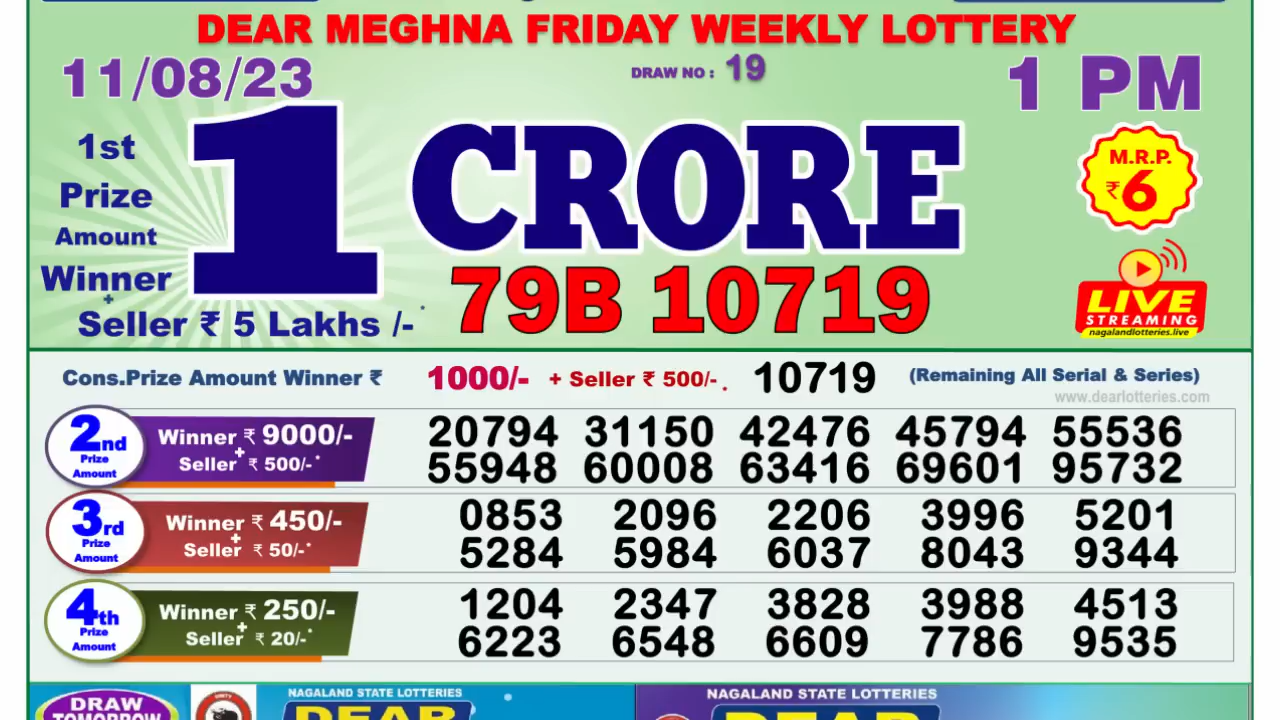 DEAR MEGHNA FRIDAY WEEKLY LOTTERY
11/08/23
DRAW NO : 19
1 PM
1st
Prize
Amount
Winner
+
Seller ₹ 5 Lakhs /- *
1 CRORE
79B 10719
M.R.P.
₹6
LIVE
STREAMING
nagalandlotteries.live
Cons.Prize Amount Winner ₹ 1000/- + Seller ₹ 500/- . 10719 (Remaining All Serial & Series)
www.dearlotteries.com
2nd
Prize
Amount
Winner ₹ 9000/-
+
Seller ₹ 500/- *
20794 31150 42476 45794 55536
55948 60008 63416 69601 95732
3rd
Prize
Amount
Winner ₹ 450/-
+
Seller ₹ 50/- *
0853 2096 2206 3996 5201
5284 5984 6037 8043 9344
4th
Prize
Amount
Winner ₹ 250/-
+
Seller ₹ 20/- *
1204 2347 3828 3988 4513
6223 6548 6609 7786 9535
DRAW
TOMORROW
UNITY
NAGALAND STATE LOTTERIES
DEAR
NAGALAND STATE LOTTERIES
DEAR